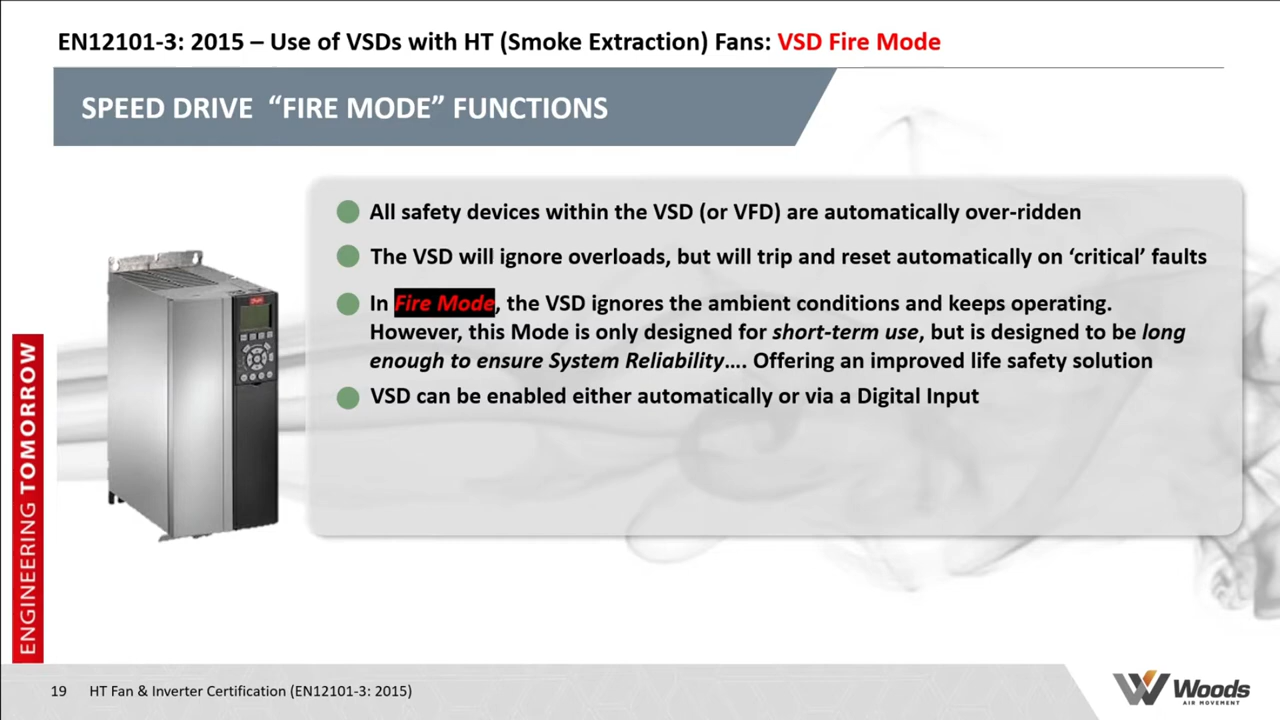 EN12101-3: 2015 – Use of VSDs with HT (Smoke Extraction) Fans: VSD Fire Mode
SPEED DRIVE “FIRE MODE” FUNCTIONS
All safety devices within the VSD (or VFD) are automatically over-ridden
The VSD will ignore overloads, but will trip and reset automatically on ‘critical’ faults
In Fire Mode, the VSD ignores the ambient conditions and keeps operating.
However, this Mode is only designed for short-term use, but is designed to be long
enough to ensure System Reliability…. Offering an improved life safety solution
VSD can be enabled either automatically or via a Digital Input
ENGINEERING TOMORROW
19 HT Fan & Inverter Certification (EN12101-3: 2015)
Woods
AIR MOVEMENT